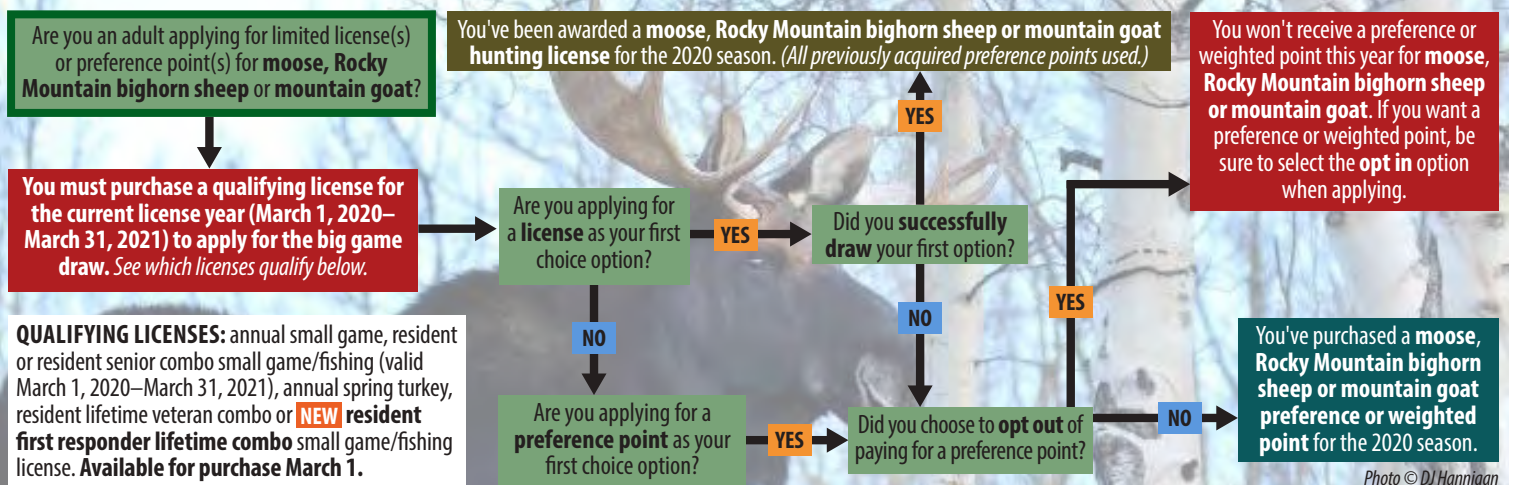 Are you an adult applying for limited license(s)
or preference point(s) for moose, Rocky
Mountain bighorn sheep or mountain goat?
You must purchase a qualifying license for
the current license year (March 1, 2020–
March 31, 2021) to apply for the big game
draw. See which licenses qualify below.
QUALIFYING LICENSES: annual small game, resident
or resident senior combo small game/fishing (valid
March 1, 2020–March 31, 2021), annual spring turkey,
resident lifetime veteran combo or NEW resident
first responder lifetime combo small game/fishing
license. Available for purchase March 1.
Are you applying for
a license as your first
choice option?
YES
NO
Are you applying for a
preference point as your
first choice option?
YES
You've been awarded a moose, Rocky Mountain bighorn sheep or mountain goat
hunting license for the 2020 season. (All previously acquired preference points used.)
YES
Did you successfully
draw your first option?
NO
Did you choose to opt out of
paying for a preference point?
YES
NO
You won't receive a preference or
weighted point this year for moose,
Rocky Mountain bighorn sheep
or mountain goat. If you want a
preference or weighted point, be
sure to select the opt in option
when applying.
You've purchased a moose,
Rocky Mountain bighorn
sheep or mountain goat
preference or weighted
point for the 2020 season.
Photo © DJ Hannigan